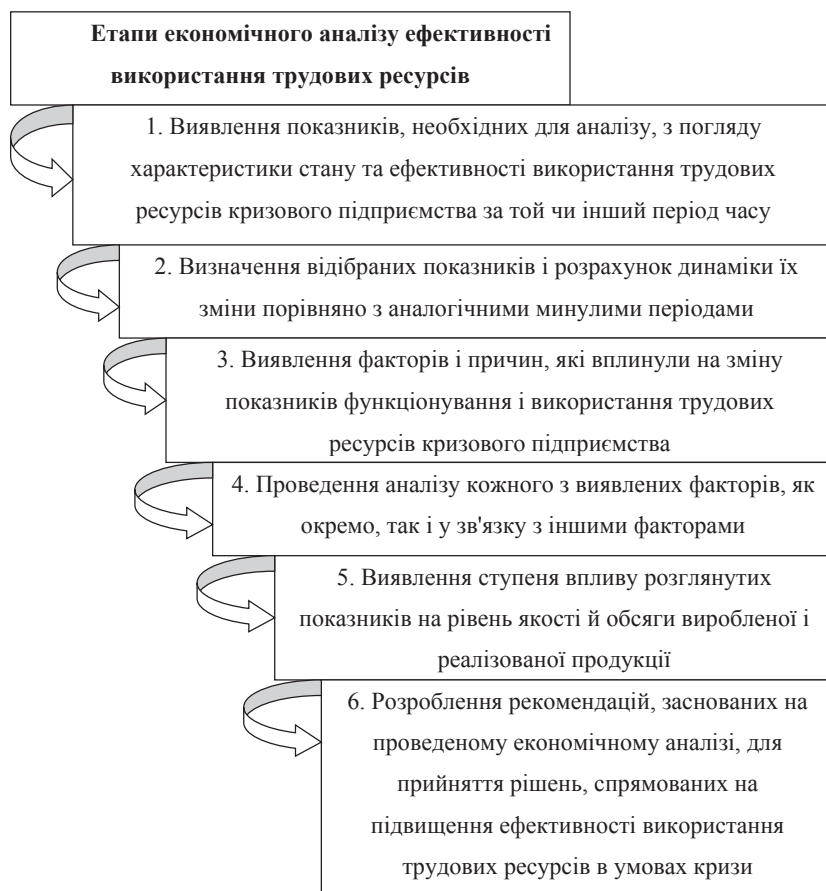 Етапи економічного аналізу ефективності
використання трудових ресурсів
1. Виявлення показників, необхідних для аналізу, з погляду
характеристики стану та ефективності використання трудових
ресурсів кризового підприємства за той чи інший період часу
2. Визначення відібраних показників і розрахунок динаміки їх
зміни порівняно з аналогічними минулими періодами
3. Виявлення факторів і причин, які вплинули на зміну
показників функціонування і використання трудових
ресурсів кризового підприємства
4. Проведення аналізу кожного з виявлених факторів, як
окремо, так і у зв'язку з іншими факторами
5. Виявлення ступеня впливу розглянутих
показників на рівень якості й обсяги виробленої і
реалізованої продукції
6. Розроблення рекомендацій, заснованих на
проведеному економічному аналізі, для
прийняття рішень, спрямованих на
підвищення ефективності використання
трудових ресурсів в умовах кризи